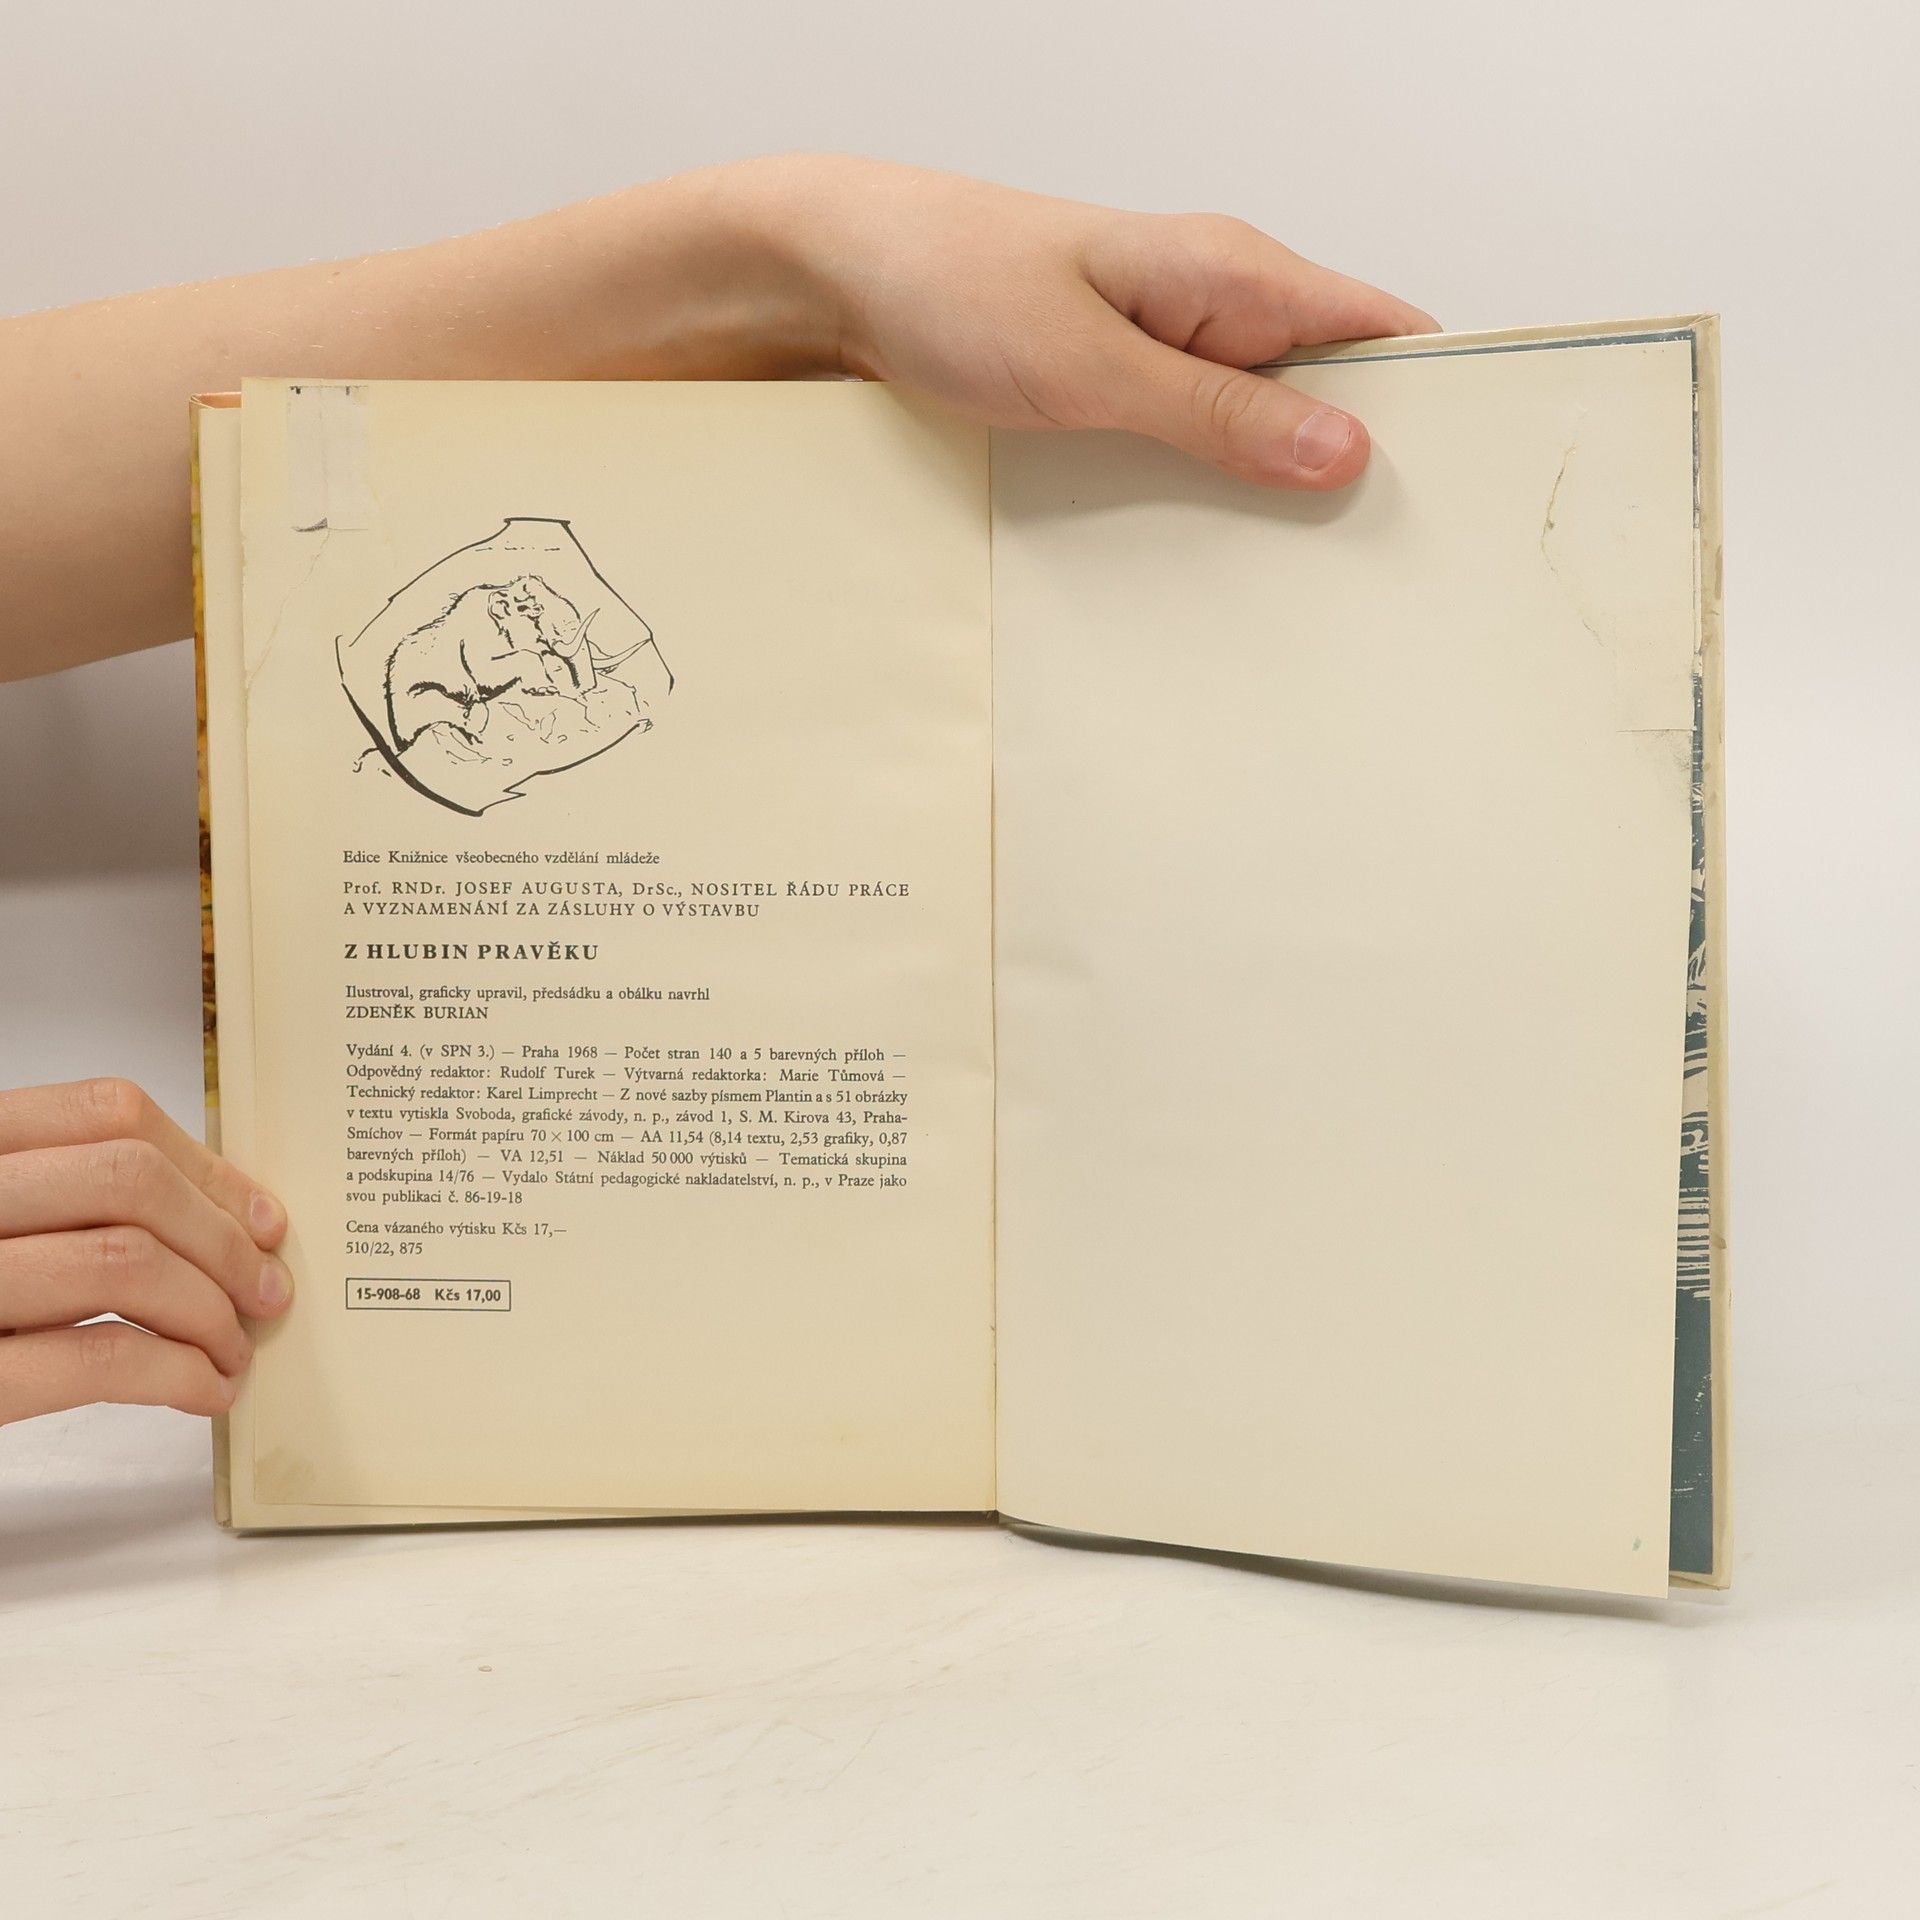 Edice Knižnice všeobecného vzdělání mládeže
Prof. RNDr. JOSEF AUGUSTA, DrSc., NOSITEL ŘÁDU PRÁCE
A VYZNAMENÁNÍ ZA ZÁSLUHY O VÝSTAVBU
Z HLUBIN PRAVĚKU
Ilustroval, graficky upravil, předsádku a obálku navrhl
ZDENĚK BURIAN
Vydání 4. (v SPN 3.) — Praha 1968 — Počet stran 140 a 5 barevných příloh —
Odpovědný redaktor: Rudolf Turek — Výtvarná redaktorka: Marie Tůmová —
Technický redaktor: Karel Limprecht — Z nové sazby písmem Plantin a s 51 obrázky
v textu vytiskla Svoboda, grafické závody, n. p., závod 1, S. M. Kirova 43, Praha-
Smíchov — Formát papíru 70 × 100 cm — AA 11,54 (8,14 textu, 2,53 grafiky, 0,87
barevných příloh) — VA 12,51 — Náklad 50 000 výtisků — Tematická skupina
a podskupina 14/76 — Vydalo Státní pedagogické nakladatelství, n. p., v Praze jako
svou publikaci č. 86-19-18
Cena vázaného výtisku Kčs 17,—
510/22, 875
15-908-68 Kčs 17,00